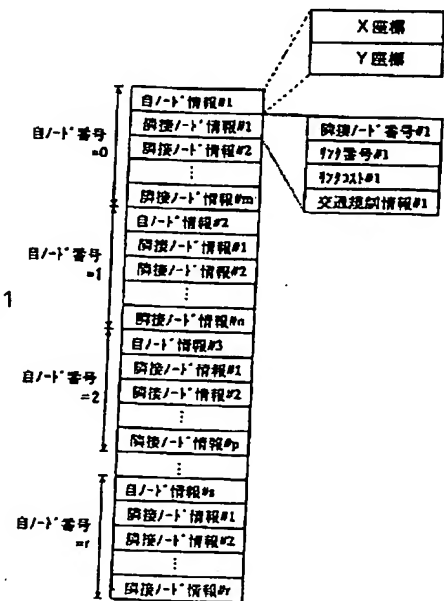 X座標
Y座標
自ノード番号
=0
自ノード情報#1
隣接ノード情報#1
隣接ノード情報#2
⋮
隣接ノード情報#m
隣接ノード番号#1
リンク番号#1
リンクコスト#1
交通規制情報#1
自ノード番号
=1
自ノード情報#2
隣接ノード情報#1
隣接ノード情報#2
⋮
隣接ノード情報#n
1
自ノード番号
=2
自ノード情報#3
隣接ノード情報#1
隣接ノード情報#2
⋮
隣接ノード情報#p
⋮
自ノード番号
=r
自ノード情報#s
隣接ノード情報#1
隣接ノード情報#2
⋮
隣接ノード情報#r